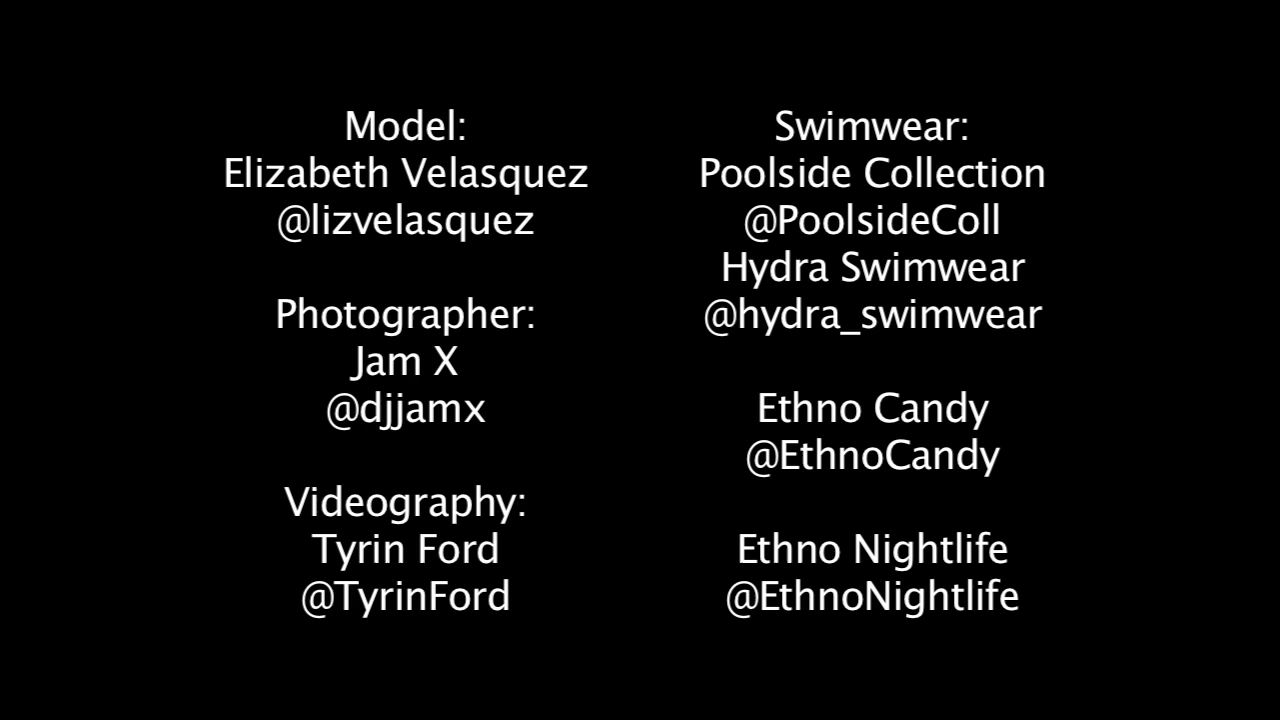 Model:
Elizabeth Velasquez
@lizvelasquez
Photographer:
Jam X
@djjamx
Videography:
Tyrin Ford
@TyrinFord
Swimwear:
Poolside Collection
@PoolsideColl
Hydra Swimwear
@hydra_swimwear
Ethno Candy
@EthnoCandy
Ethno Nightlife
@EthnoNightlife